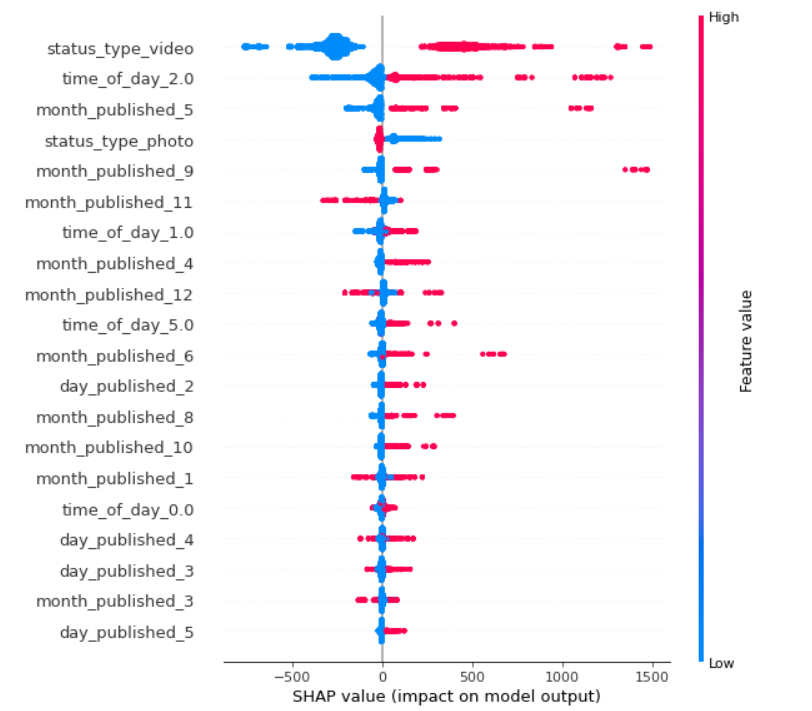 High
status_type_video
time_of_day_2.0
month_published_5
status_type_photo
month_published_9
month_published_11
time_of_day_1.0
month_published_4
month_published_12
time_of_day_5.0
month_published_6
day_published_2
month_published_8
month_published_10
month_published_1
time_of_day_0.0
day_published_4
day_published_3
month_published_3
day_published_5
Feature value
Low
−500 0 500 1000 1500
SHAP value (impact on model output)